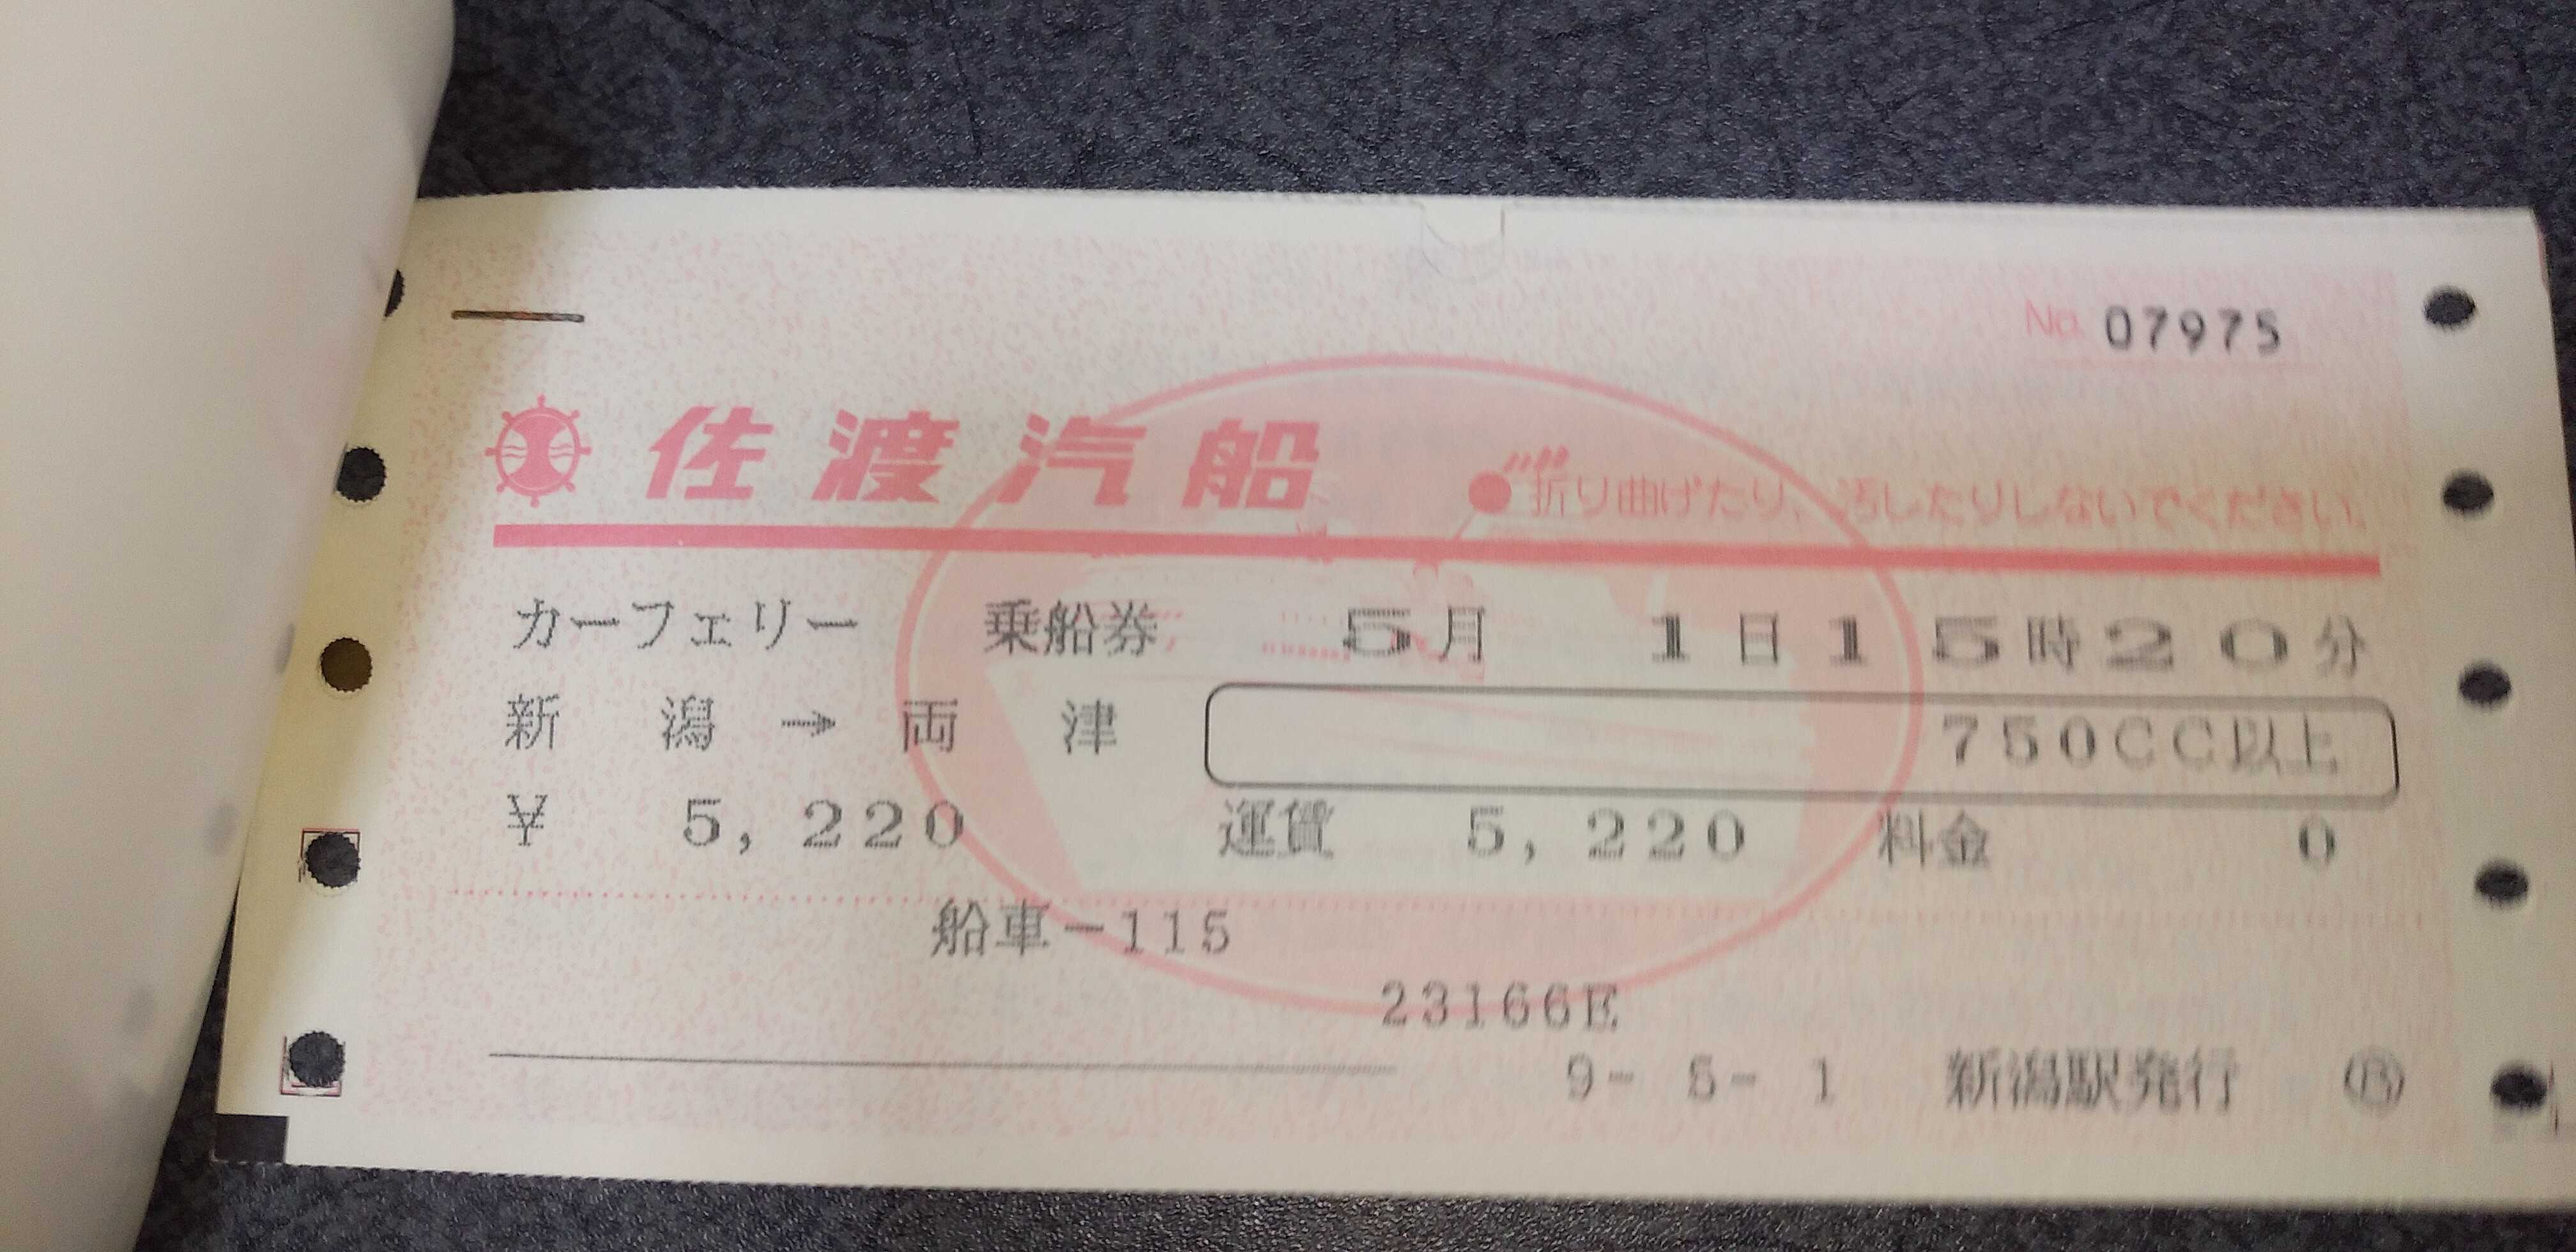 No. 07975
佐渡汽船
●折り曲げたり、汚したりしないでください。
カーフェリー 乗船券 5月 1日15時20分
新潟→両津 750CC以上
¥ 5,220 運賃 5,220 料金 0
船車-115
23166E
9- 5- 1 新潟駅発行